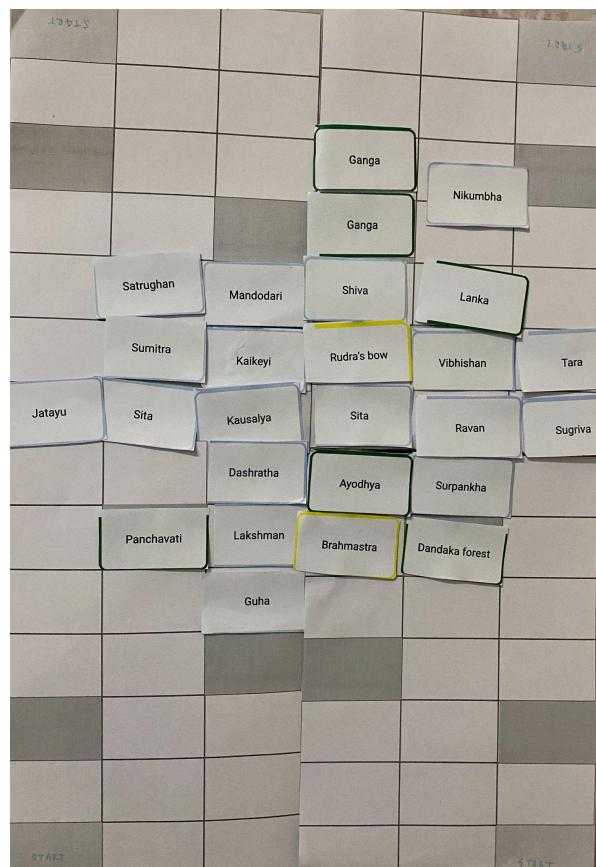 START
START
Ganga
Nikumbha
Ganga
Satrughan
Mandodari
Shiva
Lanka
Sumitra
Kaikeyi
Rudra's bow
Vibhishan
Tara
Jatayu
Sita
Kausalya
Sita
Ravan
Sugriva
Dashratha
Ayodhya
Surpankha
Panchavati
Lakshman
Brahmastra
Dandaka forest
Guha
START
START